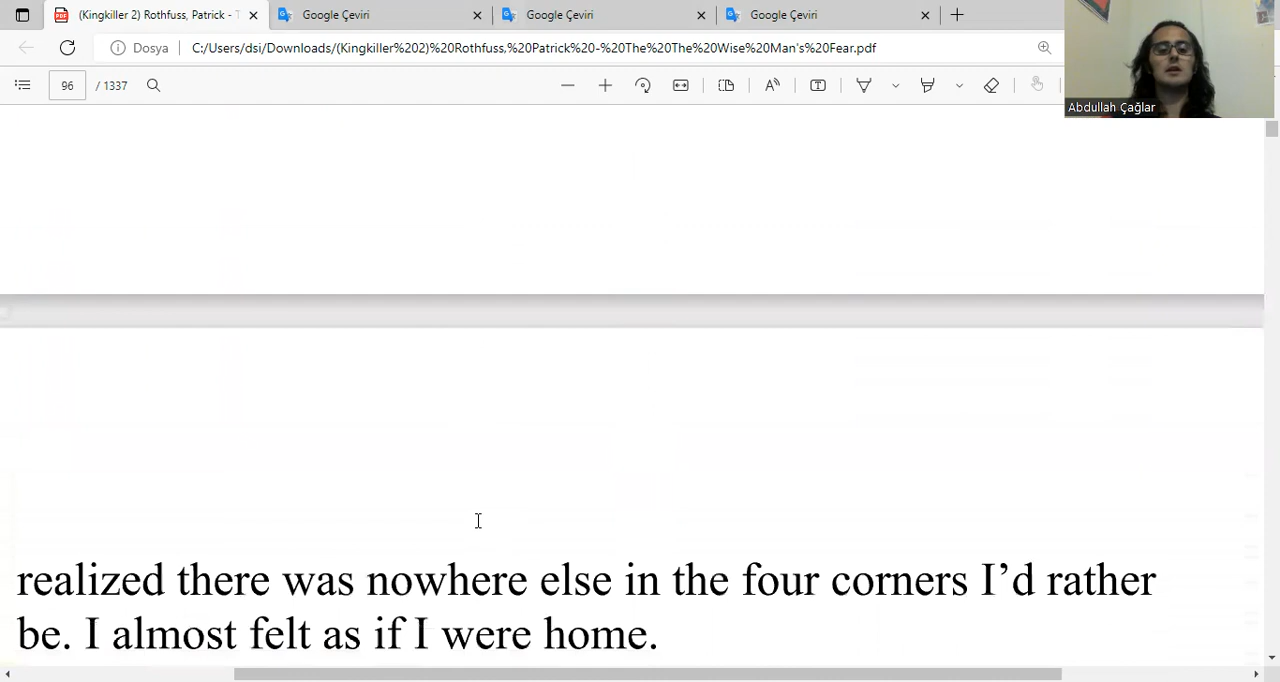 (Kingkiller 2) Rothfuss, Patrick - T
Google Çeviri
Google Çeviri
Google Çeviri
Dosya
C:/Users/dsi/Downloads/(Kingkiller%202)%20Rothfuss,%20Patrick%20-%20The%20The%20Wise%20Man's%20Fear.pdf
96
/ 1337
Abdullah Çağlar
realized there was nowhere else in the four corners I’d rather
be. I almost felt as if I were home.